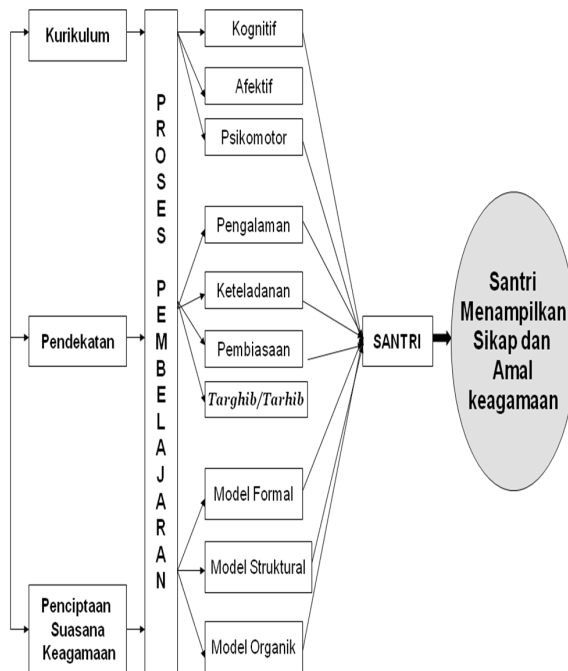 Kurikulum
Pendekatan
Penciptaan
Suasana
Keagamaan
PROSES PEMBELAJARAN
Kognitif
Afektif
Psikomotor
Pengalaman
Keteladanan
Pembiasaan
Targhib/Tarhib
Model Formal
Model Struktural
Model Organik
SANTRI
Santri
Menampilkan
Sikap dan
Amal
keagamaan